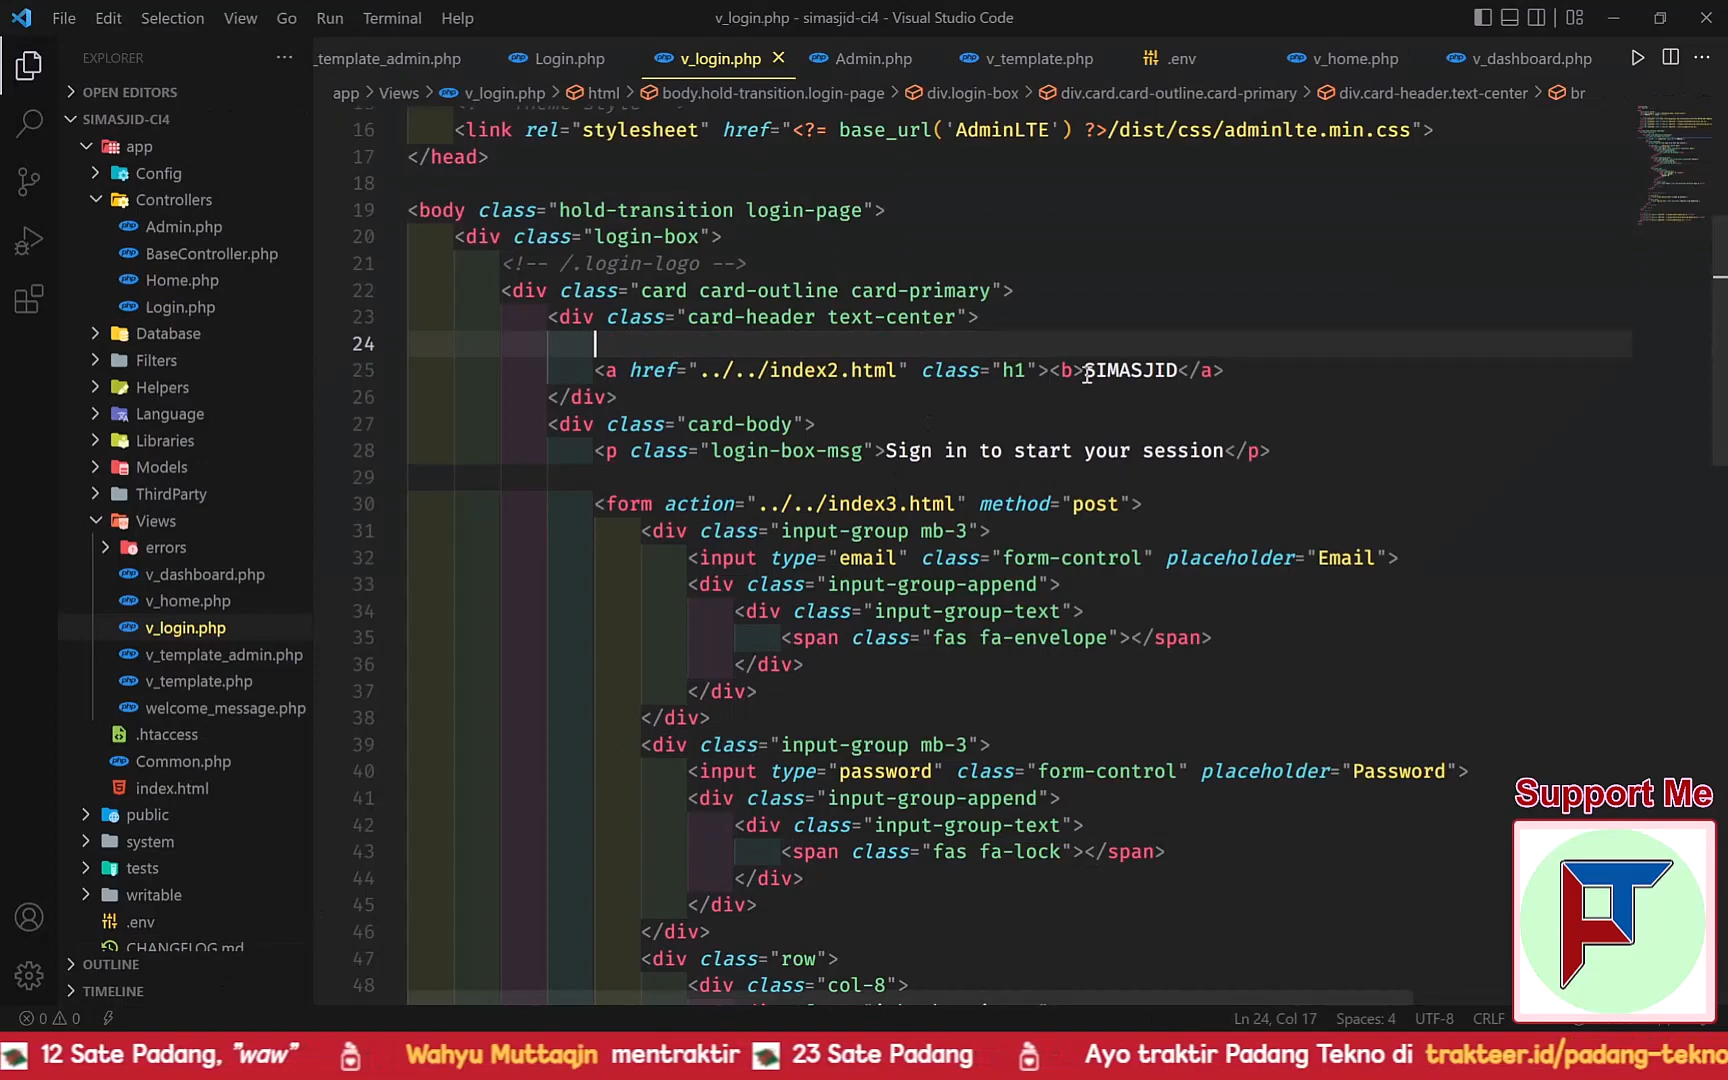 File Edit Selection View Go Run Terminal Help
v_login.php - simasjid-ci4 - Visual Studio Code
EXPLORER
_template_admin.php Login.php v_login.php Admin.php v_template.php .env v_home.php v_dashboard.php
app > Views > v_login.php > html > body.hold-transition.login-page > div.login-box > div.card.card-outline.card-primary > div.card-header.text-center > br
OPEN EDITORS
SIMASJID-CI4
app
Config
Controllers
Admin.php
BaseController.php
Home.php
Login.php
Database
Filters
Helpers
Language
Libraries
Models
ThirdParty
Views
errors
v_dashboard.php
v_home.php
v_login.php
v_template_admin.php
v_template.php
welcome_message.php
.htaccess
Common.php
index.html
public
system
tests
writable
.env
CHANGELOG.md
OUTLINE
TIMELINE
16 <link rel="stylesheet" href="<?= base_url('AdminLTE') ?>/dist/css/adminlte.min.css">
17 </head>
18
19 <body class="hold-transition login-page">
20 <div class="login-box">
21 <!-- /.login-logo -->
22 <div class="card card-outline card-primary">
23 <div class="card-header text-center">
24
25 <a href="../../index2.html" class="h1"><b>SIMASJID</a>
26 </div>
27 <div class="card-body">
28 <p class="login-box-msg">Sign in to start your session</p>
29
30 <form action="../../index3.html" method="post">
31 <div class="input-group mb-3">
32 <input type="email" class="form-control" placeholder="Email">
33 <div class="input-group-append">
34 <div class="input-group-text">
35 <span class="fas fa-envelope"></span>
36 </div>
37 </div>
38 </div>
39 <div class="input-group mb-3">
40 <input type="password" class="form-control" placeholder="Password">
41 <div class="input-group-append">
42 <div class="input-group-text">
43 <span class="fas fa-lock"></span>
44 </div>
45 </div>
46 </div>
47 <div class="row">
48 <div class="col-8">
Support Me
0 0 Ln 24, Col 17 Spaces: 4 UTF-8 CRLF
12 Sate Padang, "waw" Wahyu Muttaqin mentraktir 23 Sate Padang Ayo traktir Padang Tekno di trakteer.id/padang-tekno